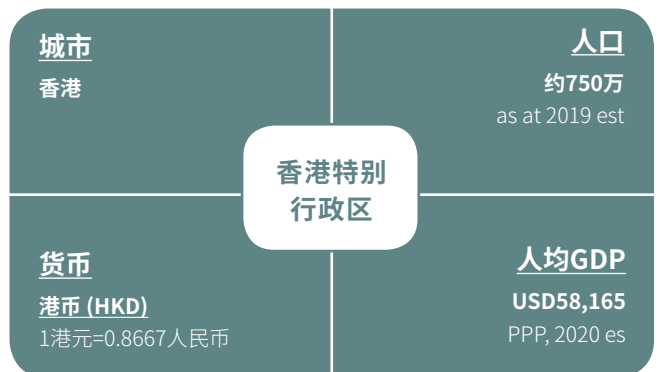 城市
香港
人口
约750万
as at 2019 est
香港特别
行政区
货币
港币 (HKD)
1港元=0.8667人民币
人均GDP
USD58,165
PPP, 2020 es